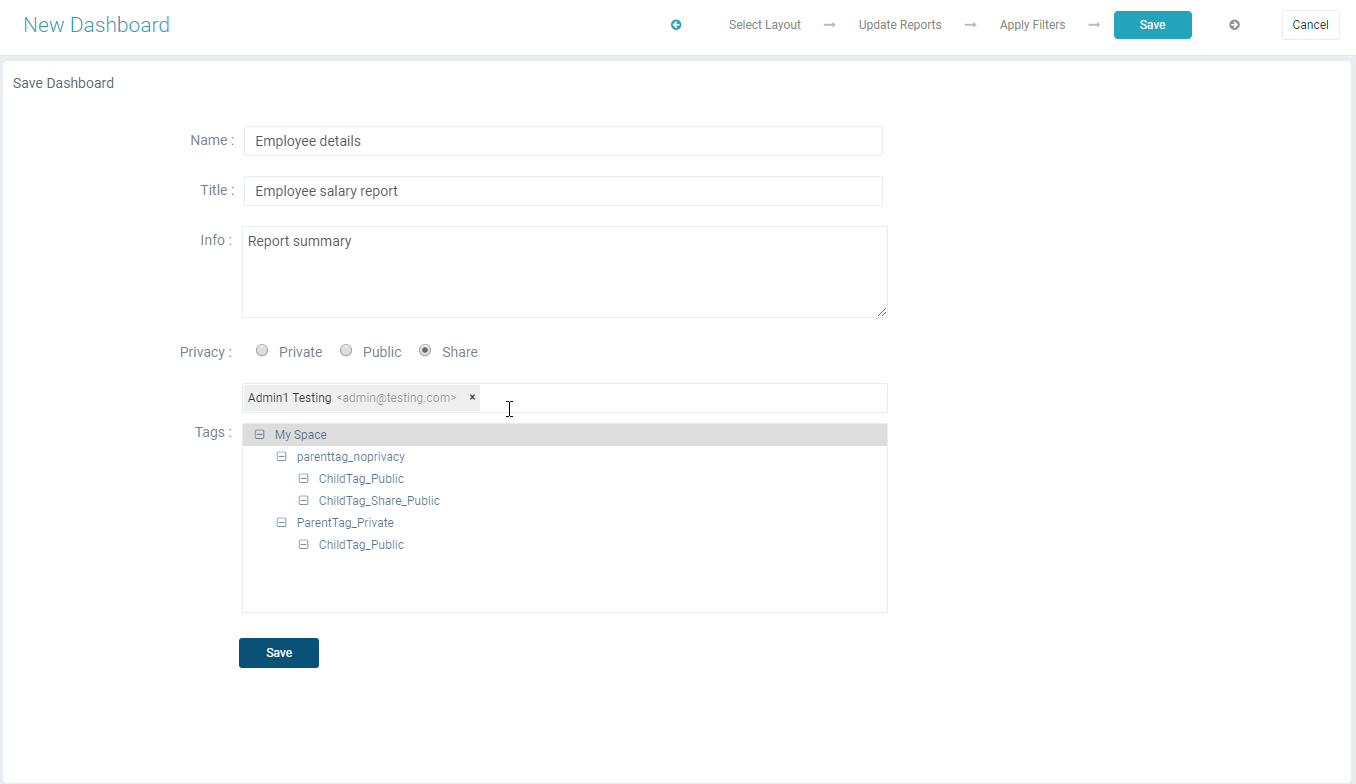 New Dashboard
Select Layout Update Reports Apply Filters Save Cancel
Save Dashboard
Name : Employee details
Title : Employee salary report
Info : Report summary
Privacy : Private Public Share
Admin1 Testing <admin@testing.com> ×
Tags : My Space
parenttag_noprivacy
ChildTag_Public
ChildTag_Share_Public
ParentTag_Private
ChildTag_Public
Save